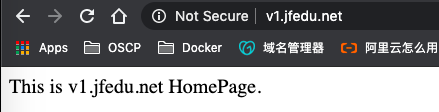 Not Secure | v1.jfedu.net
Apps OSCP Docker 域名管理器 阿里云怎么用
This is v1.jfedu.net HomePage.